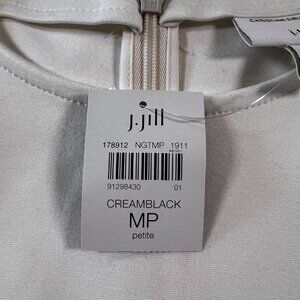 j.jill
178912 NGTMP 1911
91298430 01
CREAMBLACK
MP
petite